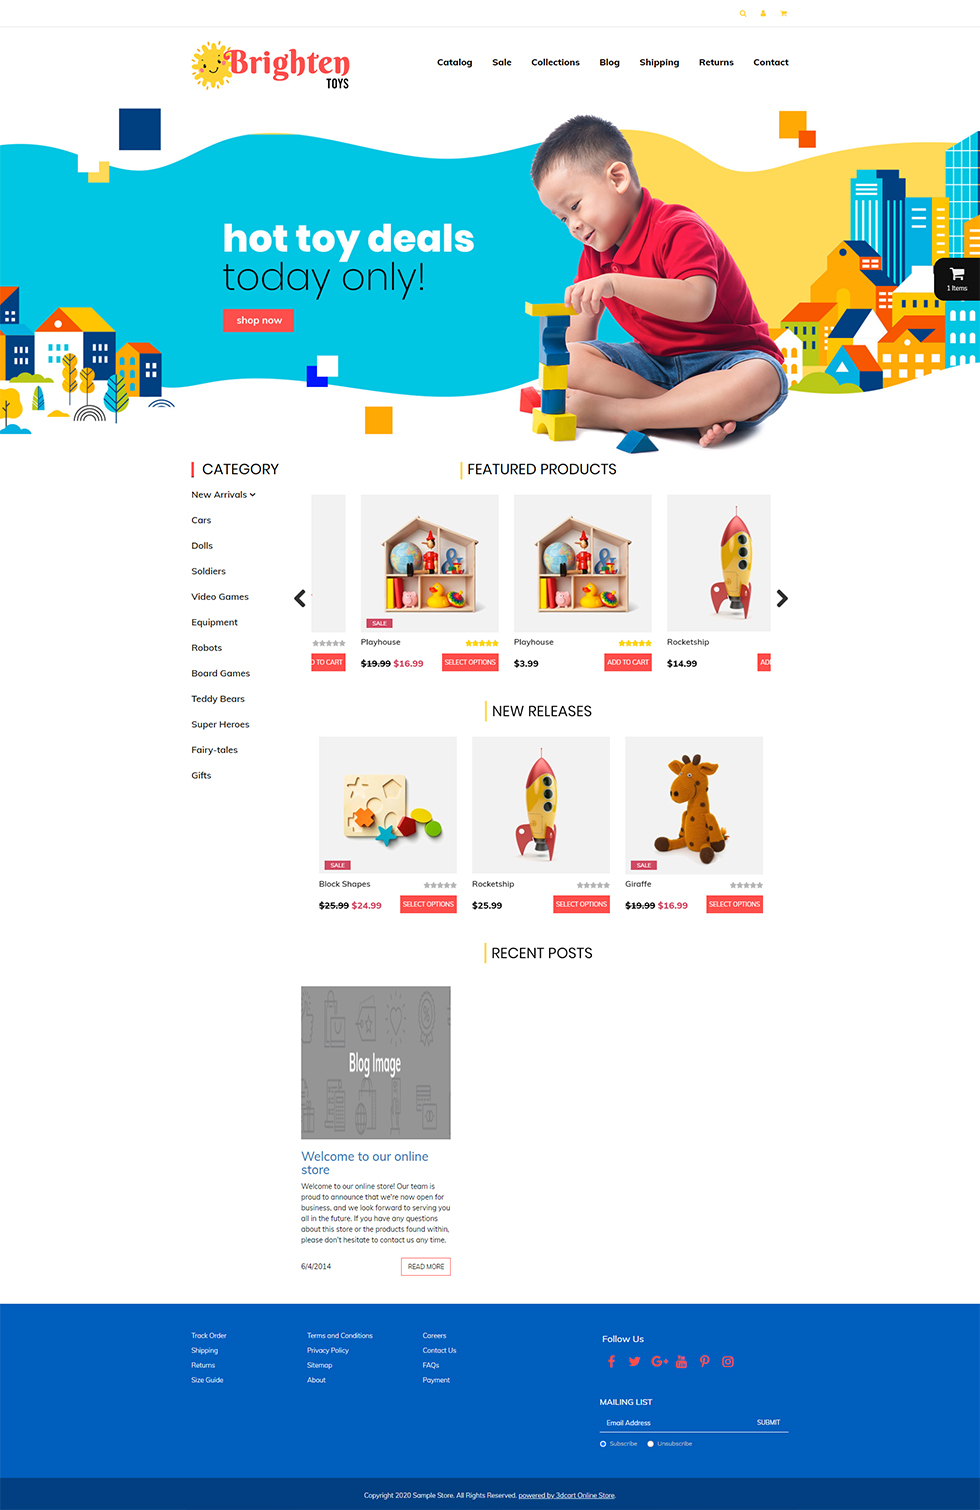 Brighten
TOYS
Catalog Sale Collections Blog Shipping Returns Contact
hot toy deals
today only!
shop now
1 Items
CATEGORY
New Arrivals
Cars
Dolls
Soldiers
Video Games
Equipment
Robots
Board Games
Teddy Bears
Super Heroes
Fairy-tales
Gifts
FEATURED PRODUCTS
D TO CART
SALE
Playhouse
$19.99 $16.99 SELECT OPTIONS
Playhouse
$3.99 ADD TO CART
Rocketship
$14.99 AD
NEW RELEASES
SALE
Block Shapes
$25.99 $24.99 SELECT OPTIONS
Rocketship
$25.99 SELECT OPTIONS
SALE
Giraffe
$19.99 $16.99 SELECT OPTIONS
RECENT POSTS
Blog Image
Welcome to our online
store
Welcome to our online store! Our team is
proud to announce that we're now open for
business, and we look forward to serving you
all in the future. If you have any questions
about this store or the products found within,
please don't hesitate to contact us any time.
6/4/2014 READ MORE
Track Order
Shipping
Returns
Size Guide
Terms and Conditions
Privacy Policy
Sitemap
About
Careers
Contact Us
FAQs
Payment
Follow Us
MAILING LIST
Email Address SUBMIT
Subscribe Unsubscribe
Copyright 2020 Sample Store. All Rights Reserved. powered by 3dcart Online Store.